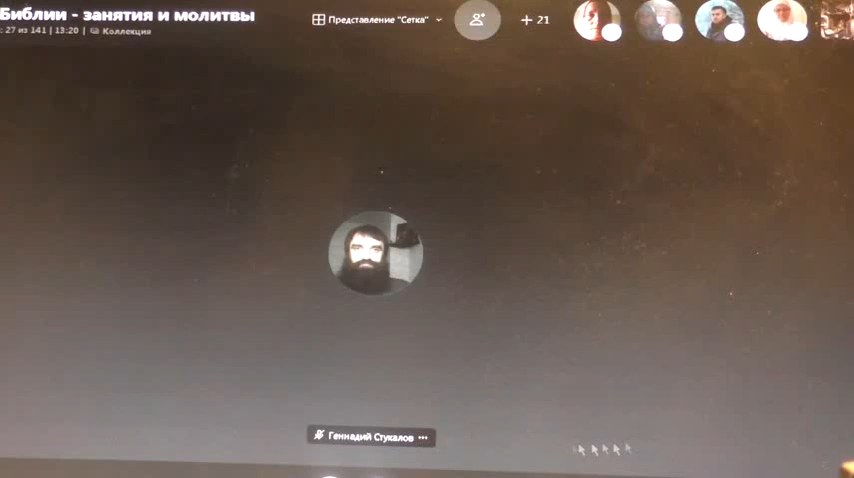 Библии - занятия и молитвы
: 27 из 141 | 13:20 | Коллекция
Представление "Сетка"
+ 21
Геннадий Стукалов ...